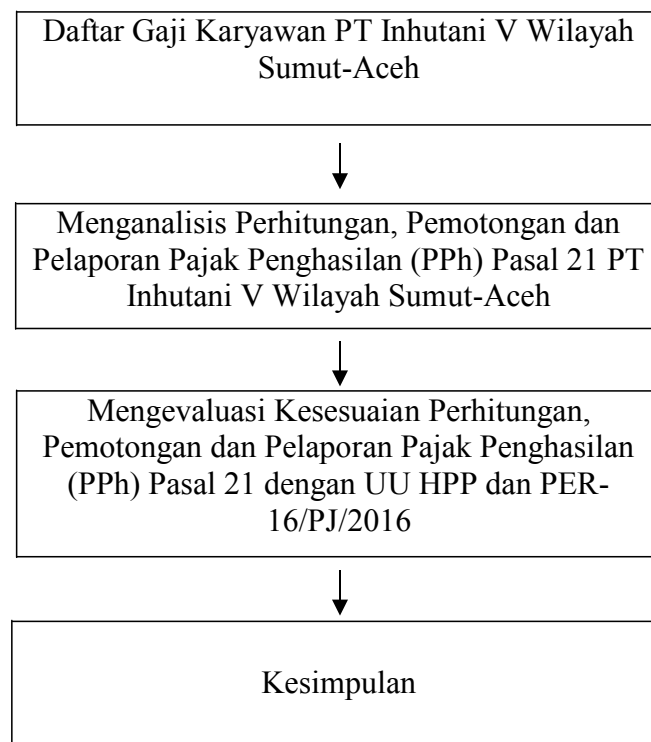 Daftar Gaji Karyawan PT Inhutani V Wilayah
Sumut-Aceh
Menganalisis Perhitungan, Pemotongan dan
Pelaporan Pajak Penghasilan (PPh) Pasal 21 PT
Inhutani V Wilayah Sumut-Aceh
Mengevaluasi Kesesuaian Perhitungan,
Pemotongan dan Pelaporan Pajak Penghasilan
(PPh) Pasal 21 dengan UU HPP dan PER-
16/PJ/2016
Kesimpulan